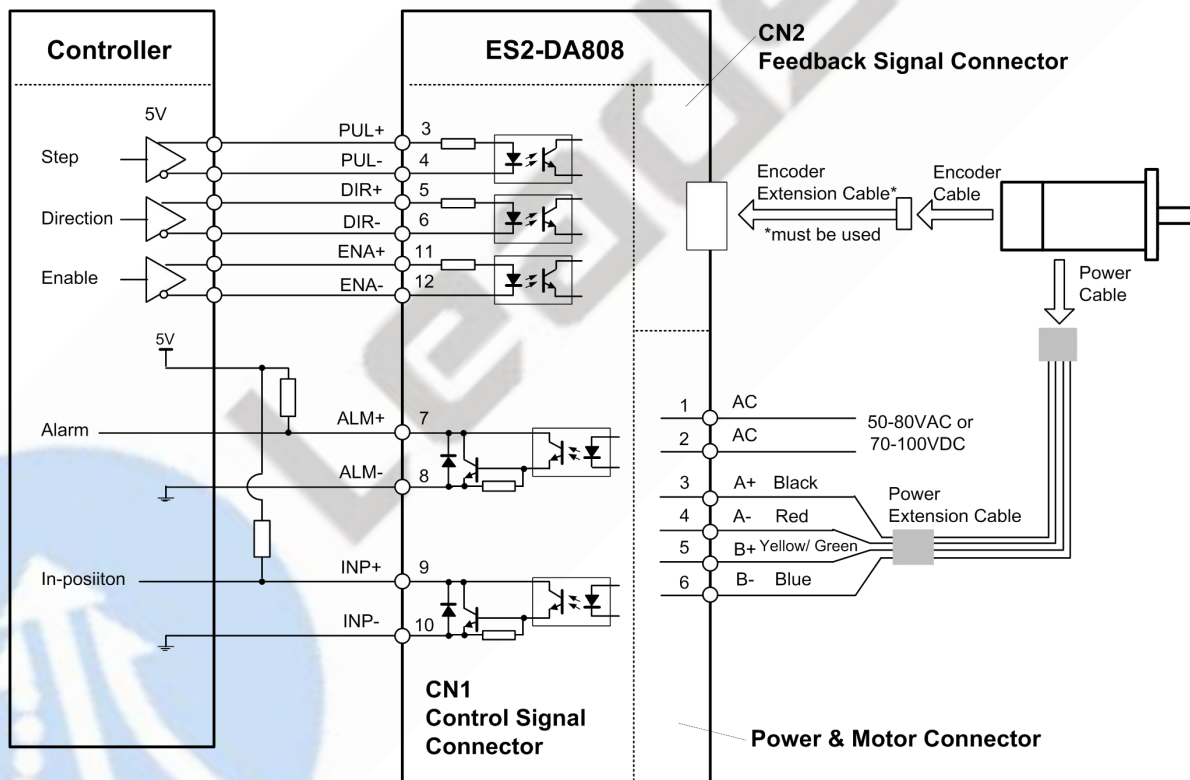 Controller
ES2-DA808
CN2
Feedback Signal Connector
5V
Step
PUL+ 3
PUL- 4
Direction
DIR+ 5
DIR- 6
Enable
ENA+ 11
ENA- 12
Encoder
Extension Cable*
*must be used
Encoder
Cable
Power
Cable
5V
Alarm
ALM+ 7
ALM- 8
In-posiiton
INP+ 9
INP- 10
1 AC
2 AC
50-80VAC or
70-100VDC
3 A+ Black
4 A- Red
5 B+ Yellow/ Green
6 B- Blue
Power
Extension Cable
CN1
Control Signal
Connector
Power & Motor Connector